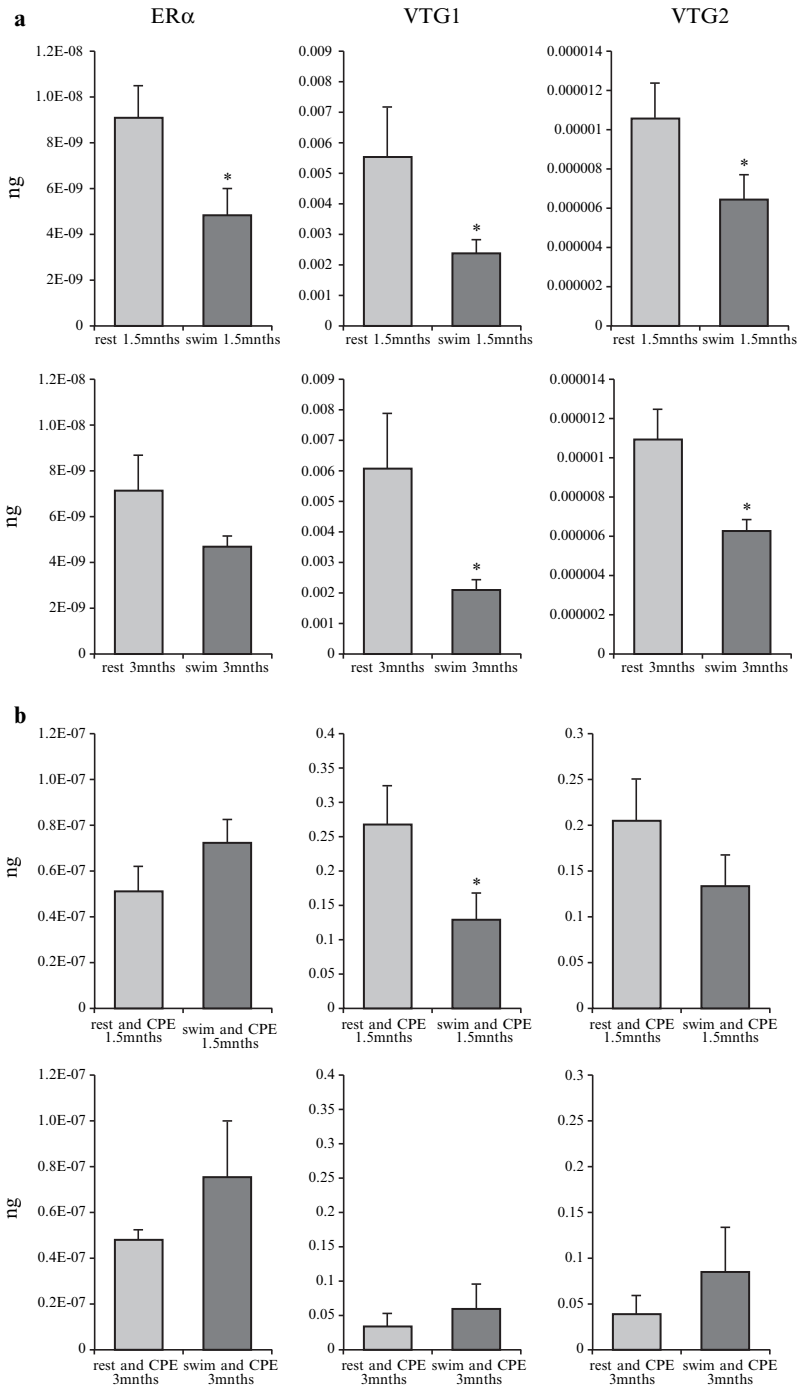 a
ERα
VTG1
VTG2
ng
1.2E-08
1.0E-08
8E-09
6E-09
4E-09
2E-09
0
*
rest 1.5mnths swim 1.5mnths
0.009
0.008
0.007
0.006
0.005
0.004
0.003
0.002
0.001
0
*
rest 1.5mnths swim 1.5mnths
0.000014
0.000012
0.00001
0.000008
0.000006
0.000004
0.000002
0
*
rest 1.5mnths swim 1.5mnths
ng
1.2E-08
1.0E-08
8E-09
6E-09
4E-09
2E-09
0
rest 3mnths swim 3mnths
0.009
0.008
0.007
0.006
0.005
0.004
0.003
0.002
0.001
0
*
rest 3mnths swim 3mnths
0.000014
0.000012
0.00001
0.000008
0.000006
0.000004
0.000002
0
*
rest 3mnths swim 3mnths
b
ng
1.2E-07
1.0E-07
0.8E-07
0.6E-07
0.4E-07
0.2E-07
0
rest and CPE swim and CPE
1.5mnths 1.5mnths
0.4
0.35
0.3
0.25
0.2
0.15
0.1
0.05
0
*
rest and CPE swim and CPE
1.5mnths 1.5mnths
0.3
0.25
0.2
0.15
0.1
0.05
0
rest and CPE swim and CPE
1.5mnths 1.5mnths
ng
1.2E-07
1.0E-07
0.8E-07
0.6E-07
0.4E-07
0.2E-07
0
rest and CPE swim and CPE
3mnths 3mnths
0.4
0.35
0.3
0.25
0.2
0.15
0.1
0.05
0
rest and CPE swim and CPE
3mnths 3mnths
0.3
0.25
0.2
0.15
0.1
0.05
0
rest and CPE swim and CPE
3mnths 3mnths